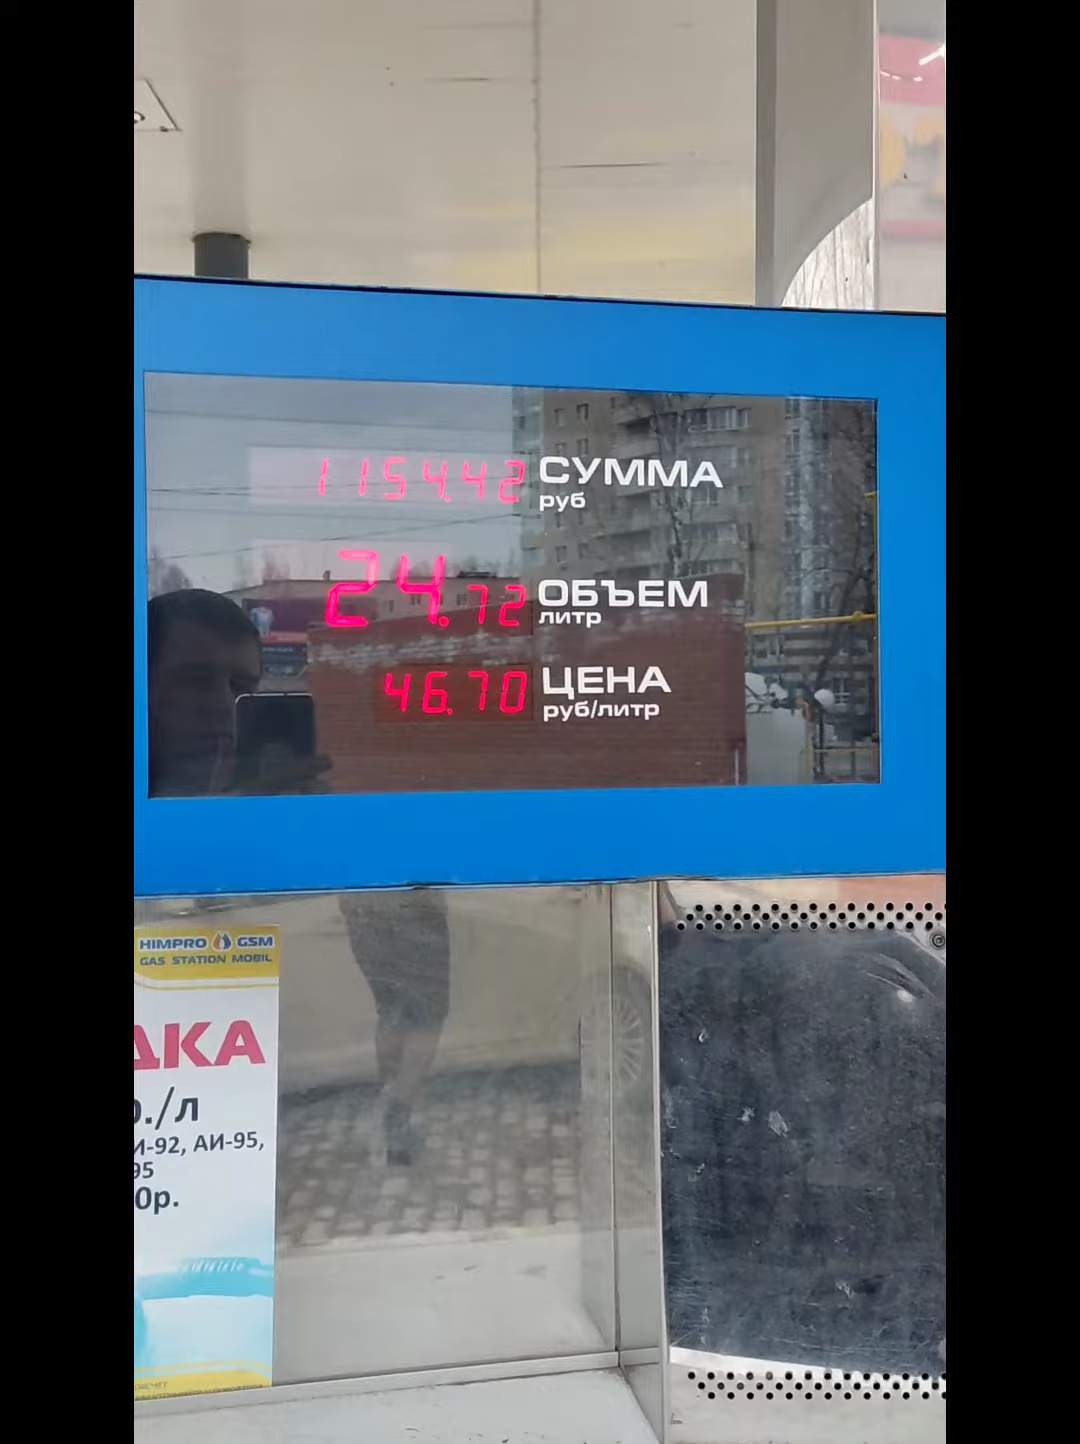 1154.42 СУММА
руб
24.72 ОБЪЕМ
литр
46.70 ЦЕНА
руб/литр
HIMPRO GSM
GAS STATION MOBIL
ДКА
р./л
И-92, АИ-95,
95
0р.